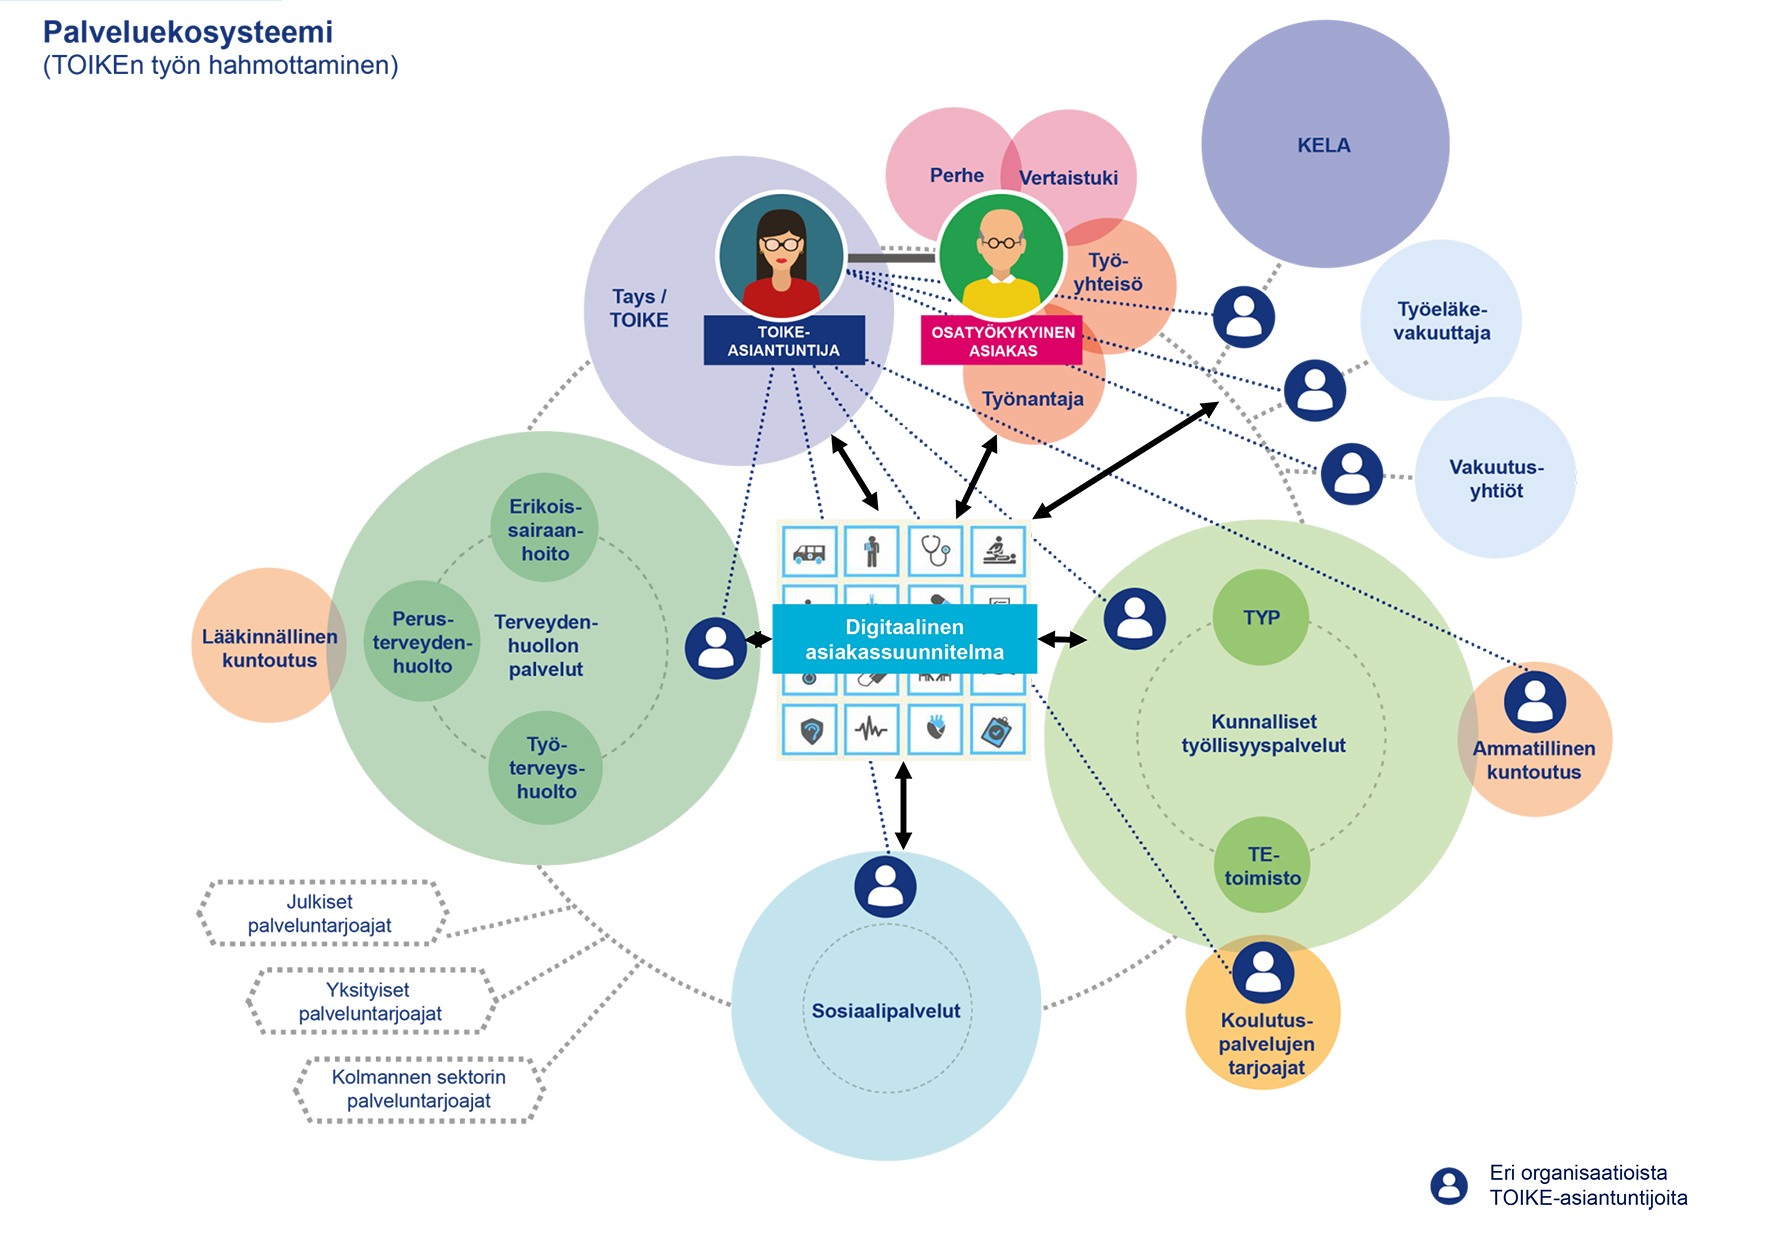 Palveluekosysteemi
(TOIKEn työn hahmottaminen)
KELA
Perhe
Vertaistuki
Työ-
yhteisö
Tays /
TOIKE
TOIKE-
ASIANTUNTIJA
OSATYÖKYKYINEN
ASIAKAS
Työnantaja
Työeläke-
vakuuttaja
Vakuutus-
yhtiöt
Erikois-
sairaan-
hoito
Perus-
terveyden-
huolto
Terveyden-
huollon
palvelut
Työ-
terveys-
huolto
Lääkinnällinen
kuntoutus
Digitaalinen
asiakassuunnitelma
TYP
Kunnalliset
työllisyyspalvelut
TE-
toimisto
Ammatillinen
kuntoutus
Koulutus-
palvelujen
tarjoajat
Sosiaalipalvelut
Julkiset
palveluntarjoajat
Yksityiset
palveluntarjoajat
Kolmannen sektorin
palveluntarjoajat
Eri organisaatioista
TOIKE-asiantuntijoita